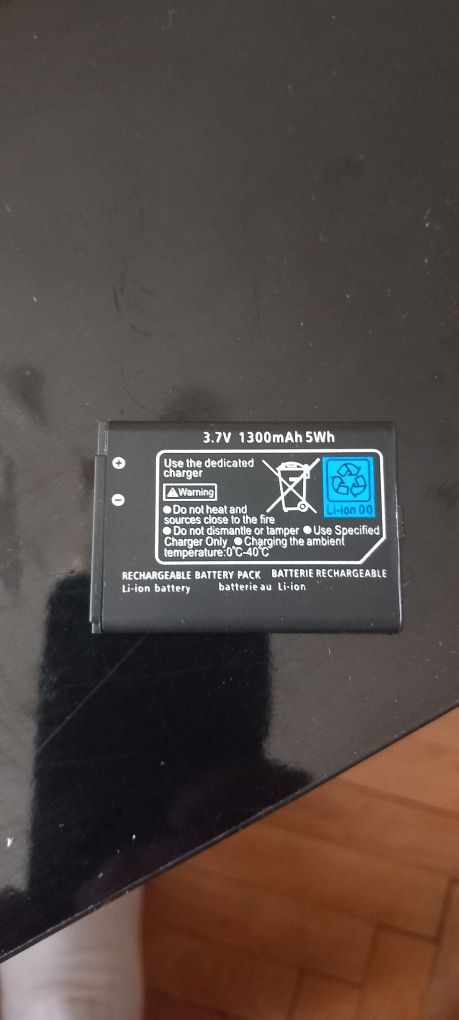 3.7V 1300mAh 5Wh
+
Use the dedicated
charger
-
⚠Warning
Li-ion 00
●Do not heat and
sources close to the fire
●Do not dismantle or tamper ●Use Specified
Charger Only ●Charging the ambient
temperature:0℃-40℃
RECHARGEABLE BATTERY PACK BATTERIE RECHARGEABLE
Li-ion battery batterie au Li-ion